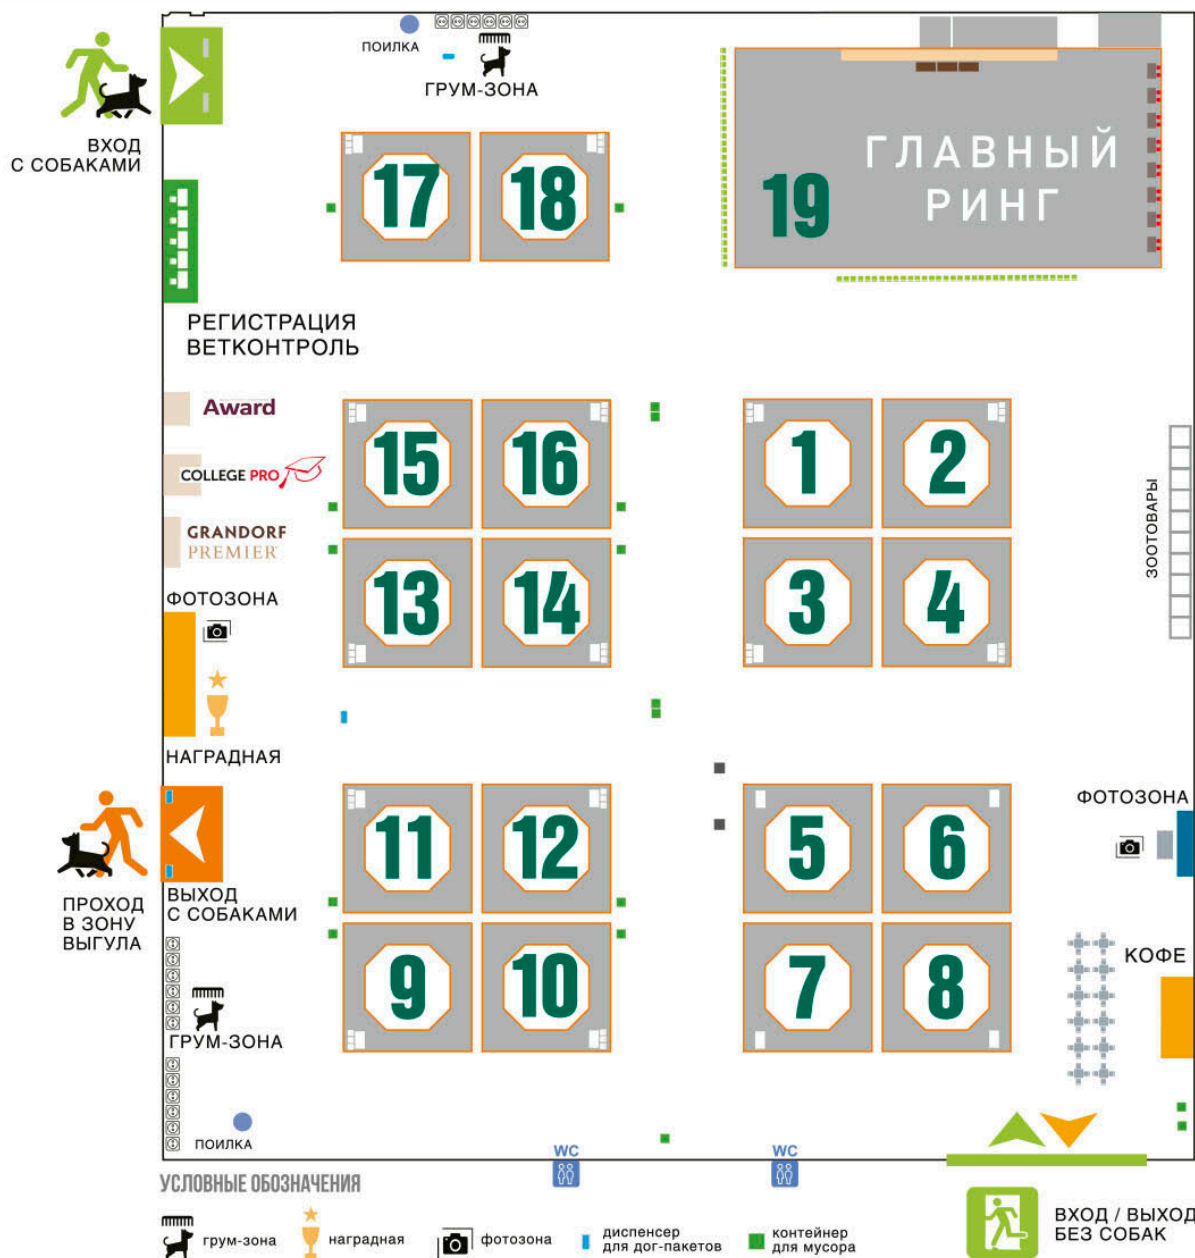 ПОИЛКА
ГРУМ-ЗОНА
ВХОД
С СОБАКАМИ
17
18
19
ГЛАВНЫЙ
РИНГ
РЕГИСТРАЦИЯ
ВЕТКОНТРОЛЬ
Award
COLLEGE PRO
GRANDORF
PREMIER
15
16
1
2
ЗООТОВАРЫ
13
14
3
4
ФОТОЗОНА
НАГРАДНАЯ
11
12
5
6
ФОТОЗОНА
ПРОХОД
В ЗОНУ
ВЫГУЛА
ВЫХОД
С СОБАКАМИ
9
10
7
8
КОФЕ
ГРУМ-ЗОНА
ПОИЛКА
WC
WC
УСЛОВНЫЕ ОБОЗНАЧЕНИЯ
грум-зона
наградная
фотозона
диспенсер
для дог-пакетов
контейнер
для мусора
ВХОД / ВЫХОД
БЕЗ СОБАК